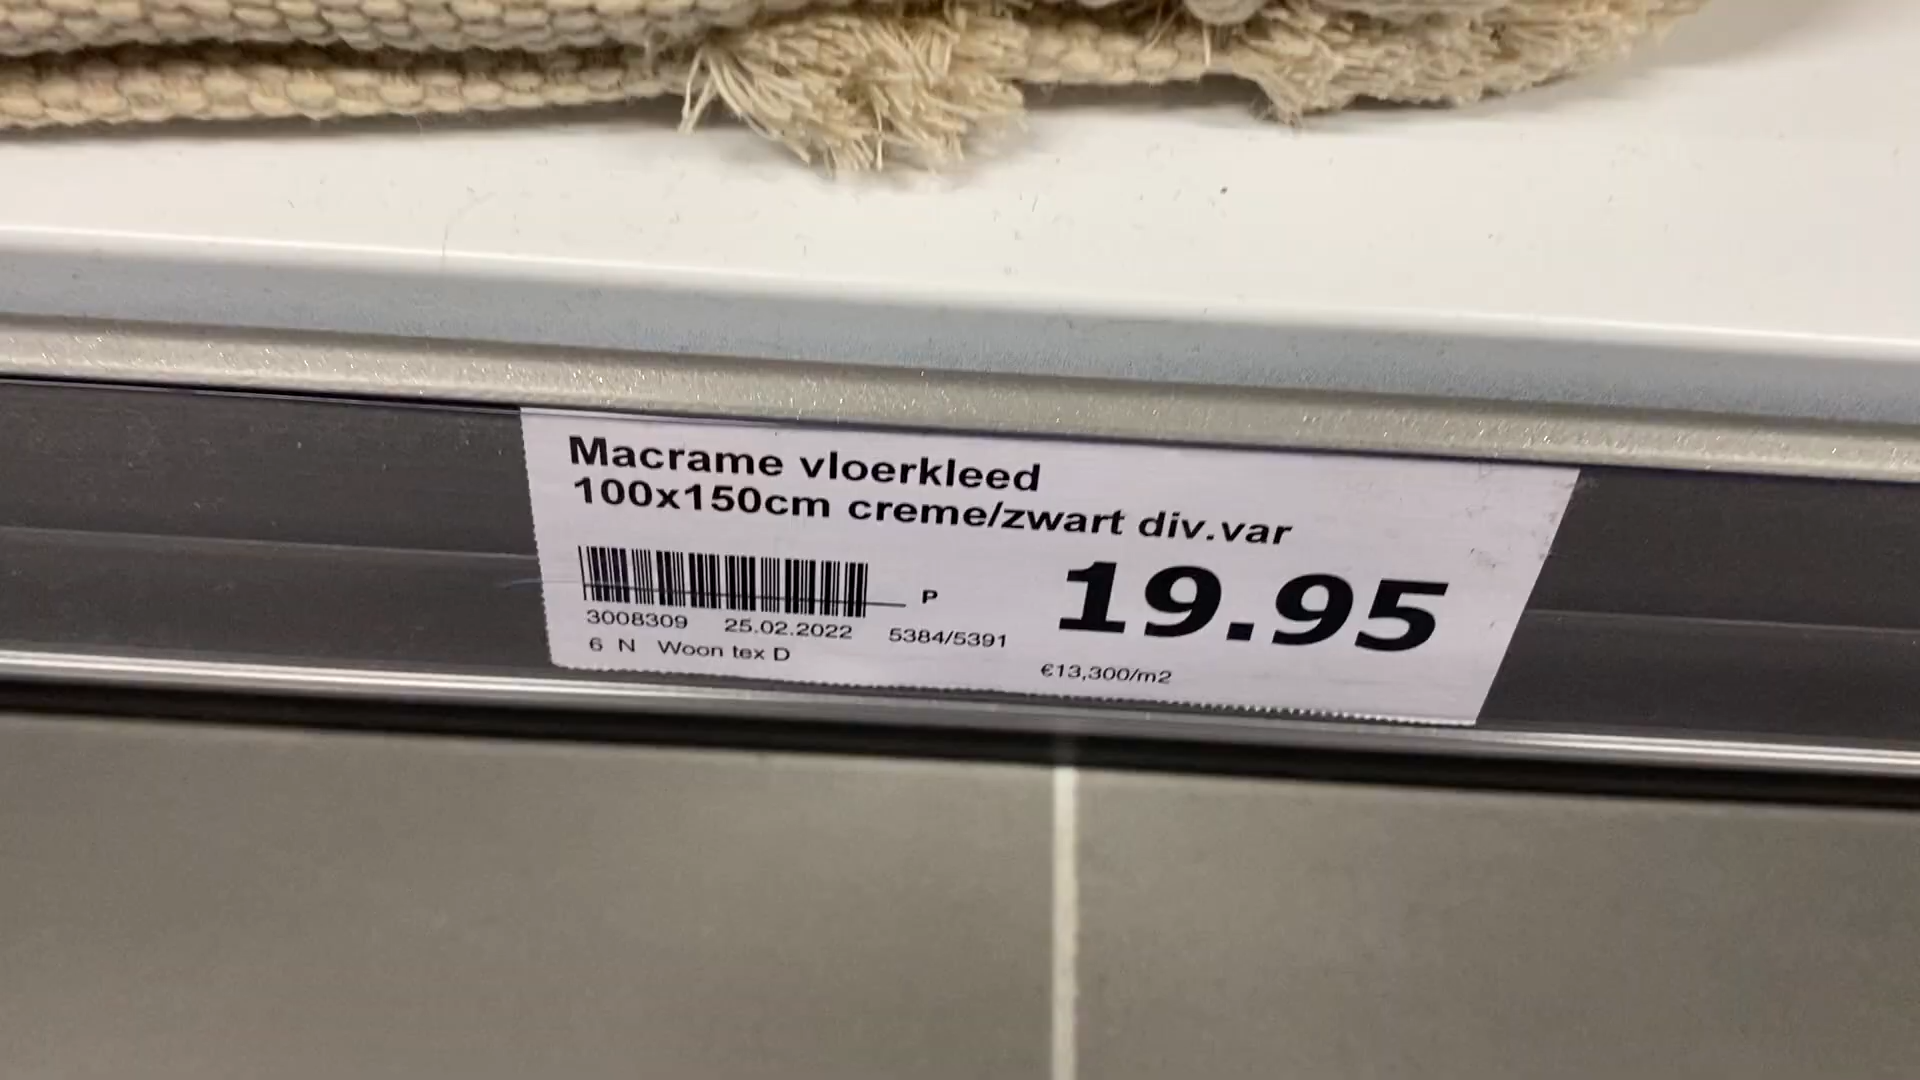 Macrame vloerkleed
100x150cm creme/zwart div.var
P
19.95
3008309 25.02.2022 5384/5391
6 N Woon tex D
€13,300/m2